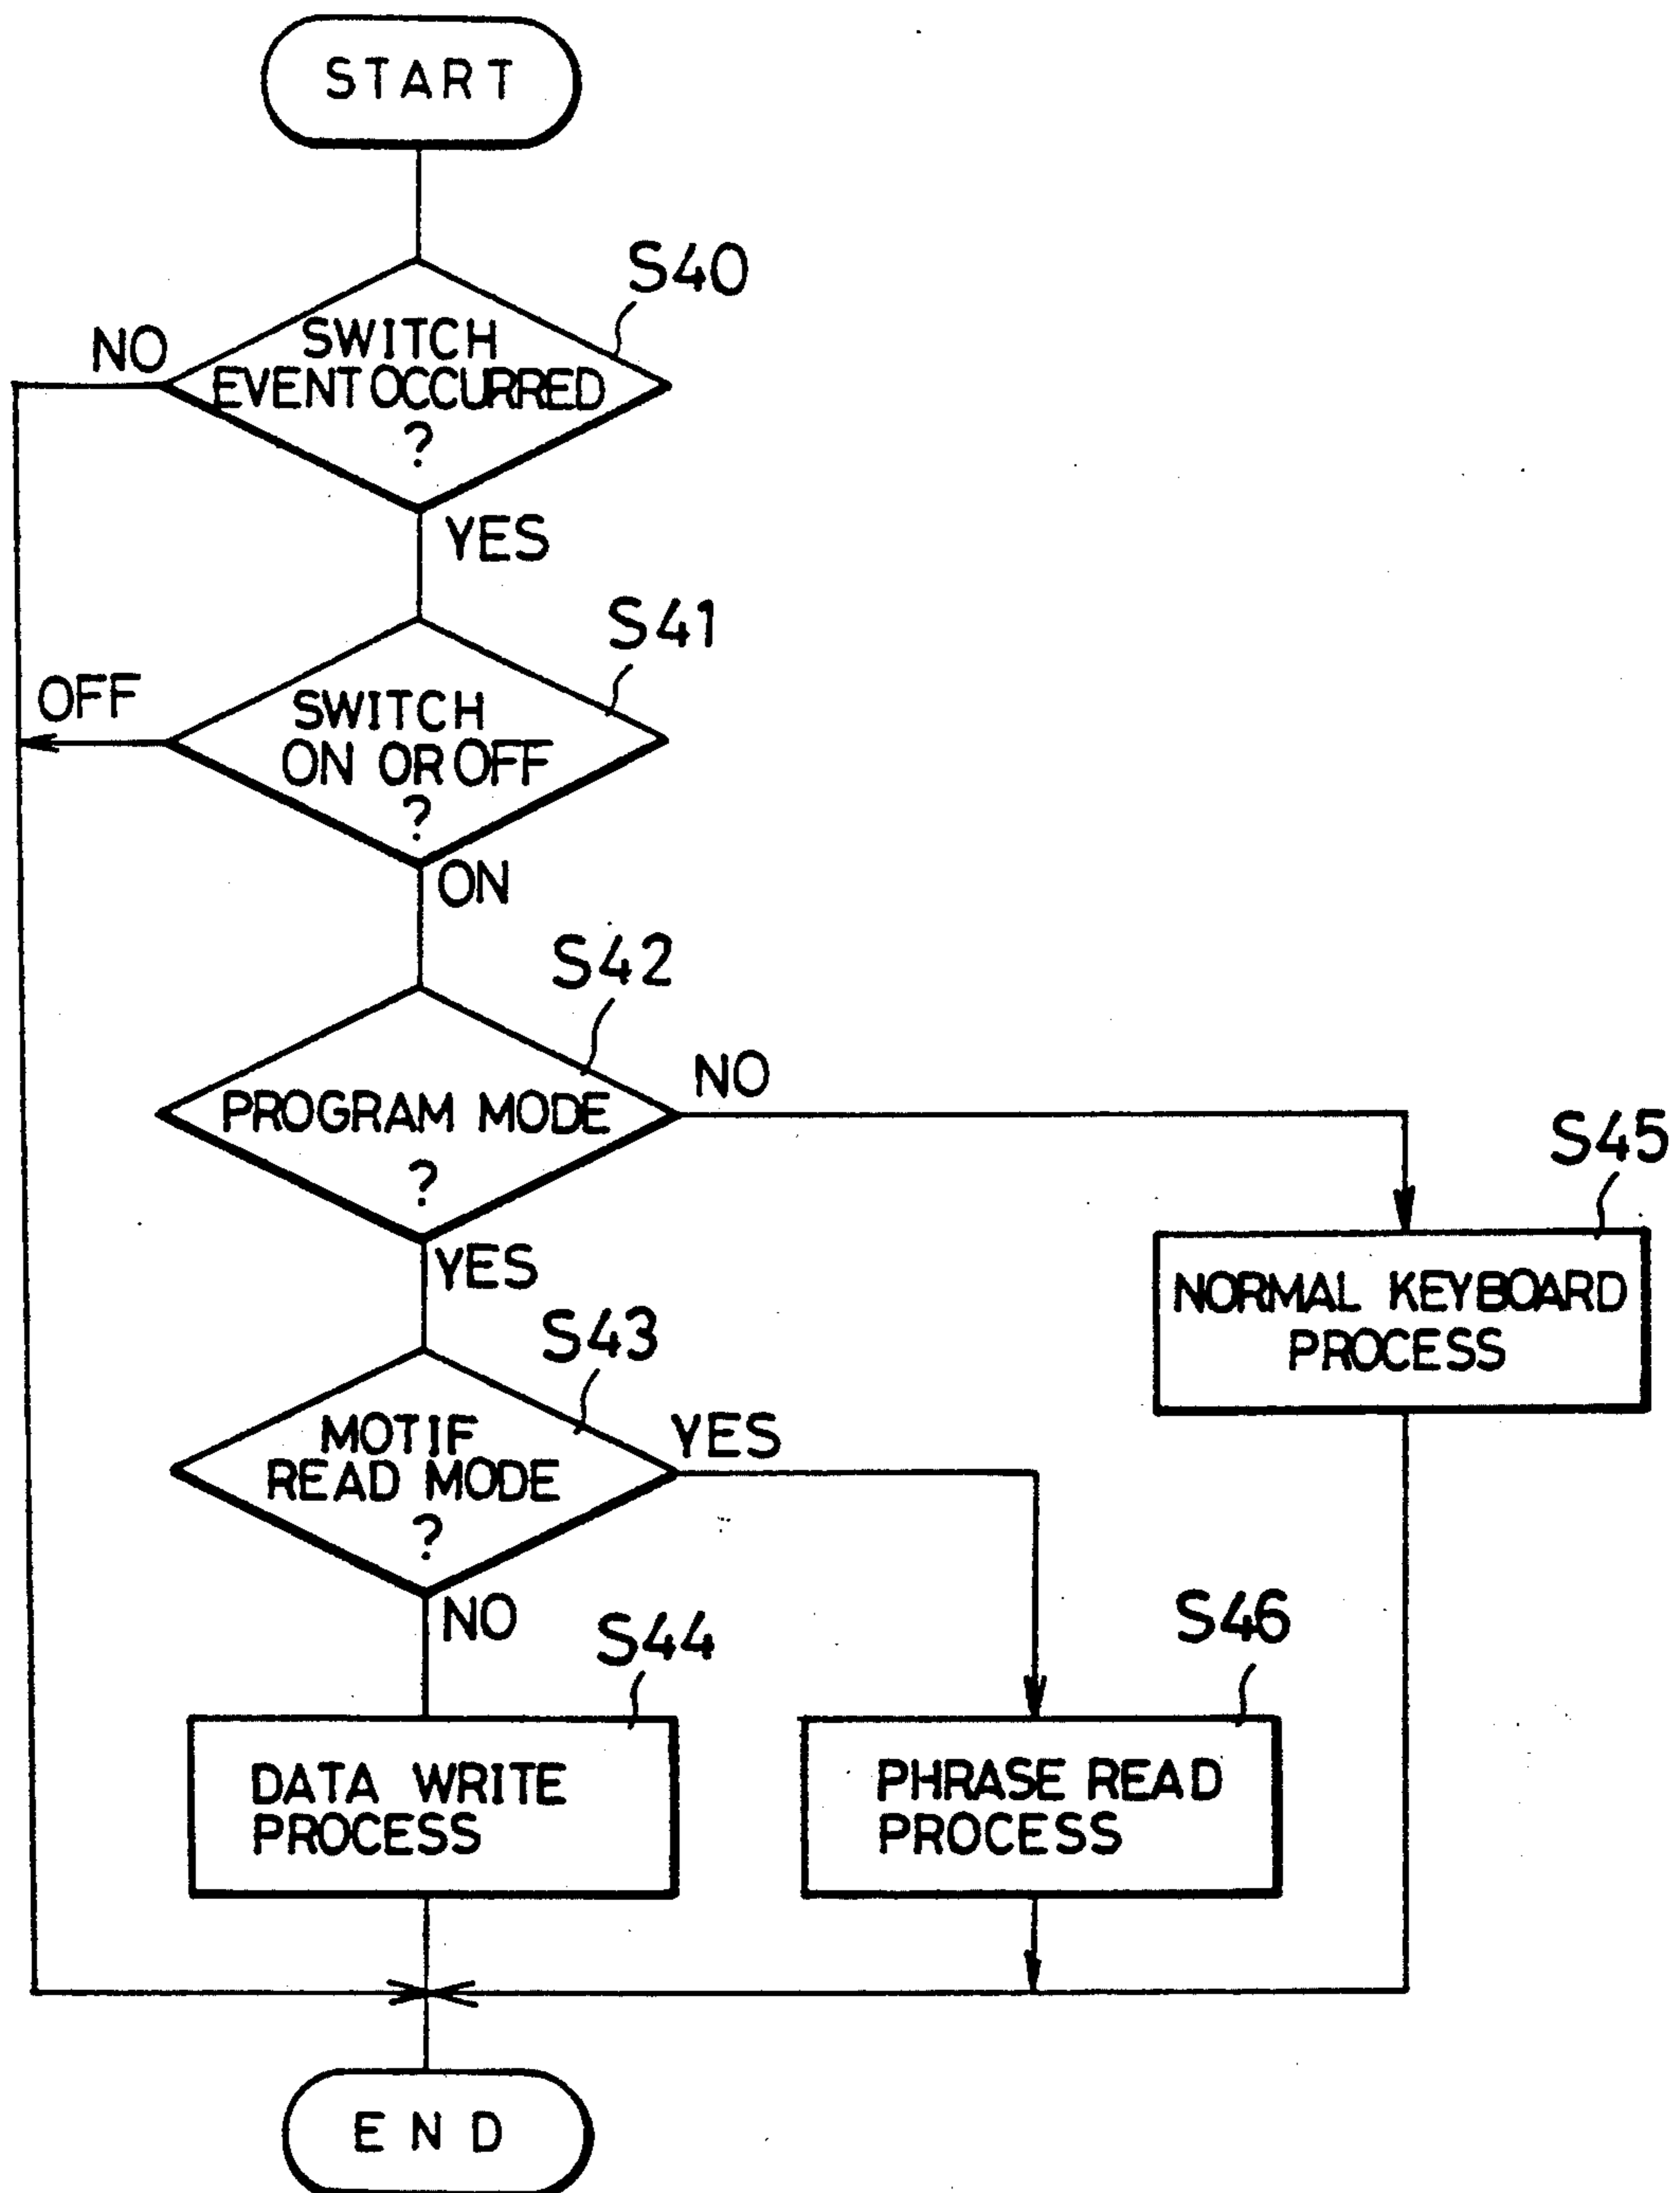 START
S40
NO
SWITCH
EVENT OCCURRED
?
YES
S41
OFF
SWITCH
ON OR OFF
?
ON
S42
NO
PROGRAM MODE
?
S45
YES
NORMAL KEYBOARD
PROCESS
S43
MOTIF
READ MODE
?
YES
NO
S44
S46
DATA WRITE
PROCESS
PHRASE READ
PROCESS
END